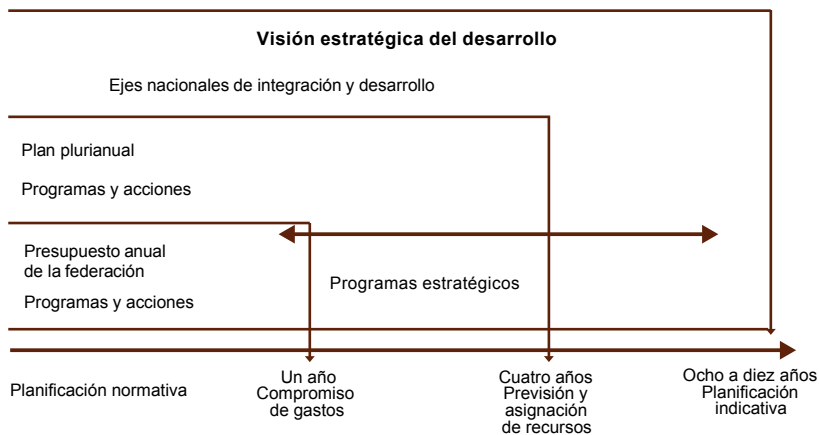 Visión estratégica del desarrollo
Ejes nacionales de integración y desarrollo
Plan plurianual
Programas y acciones
Presupuesto anual
de la federación
Programas y acciones
Programas estratégicos
Planificación normativa
Un año
Compromiso
de gastos
Cuatro años
Previsión y
asignación
de recursos
Ocho a diez años
Planificación
indicativa